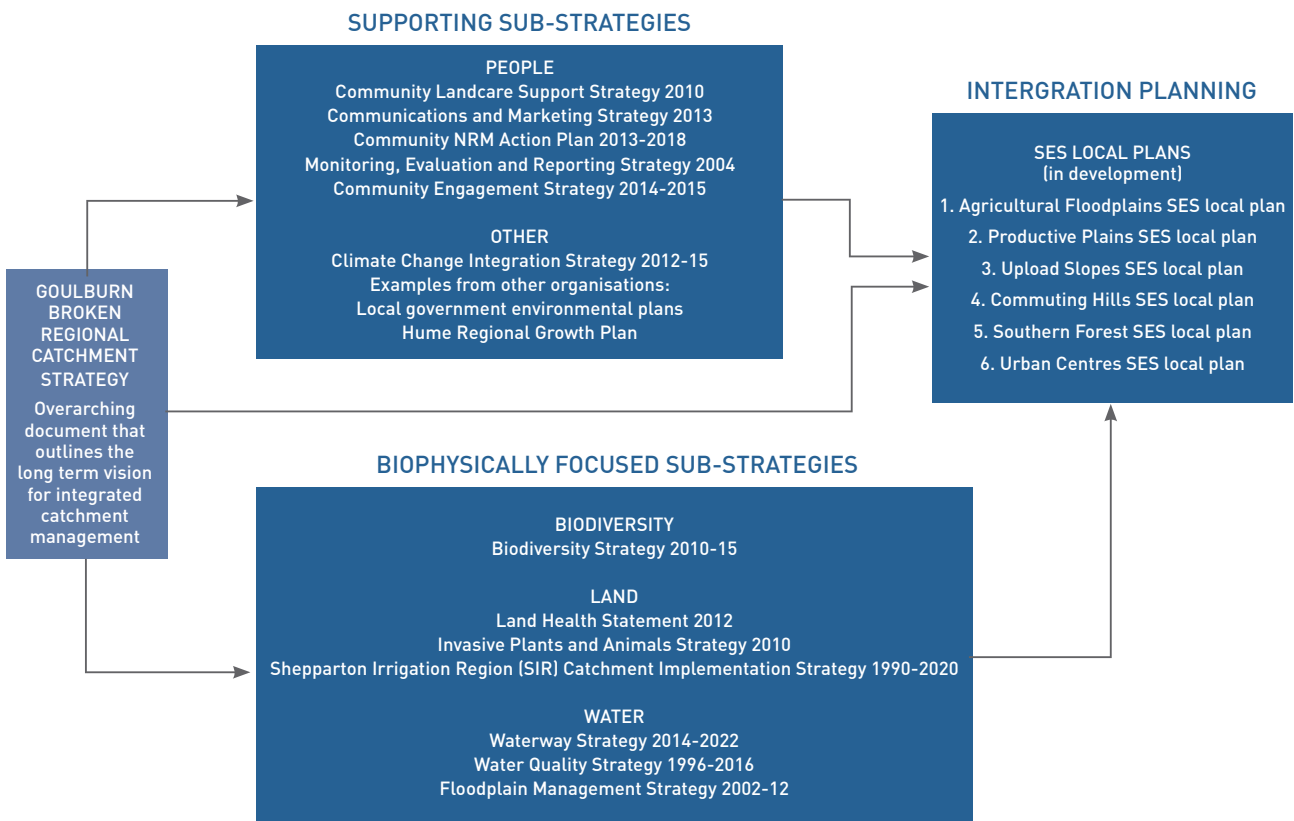 SUPPORTING SUB-STRATEGIES
PEOPLE
Community Landcare Support Strategy 2010
Communications and Marketing Strategy 2013
Community NRM Action Plan 2013-2018
Monitoring, Evaluation and Reporting Strategy 2004
Community Engagement Strategy 2014-2015
OTHER
Climate Change Integration Strategy 2012-15
Examples from other organisations:
Local government environmental plans
Hume Regional Growth Plan
INTERGRATION PLANNING
SES LOCAL PLANS
(in development)
1. Agricultural Floodplains SES local plan
2. Productive Plains SES local plan
3. Upload Slopes SES local plan
4. Commuting Hills SES local plan
5. Southern Forest SES local plan
6. Urban Centres SES local plan
GOULBURN
BROKEN
REGIONAL
CATCHMENT
STRATEGY
Overarching
document that
outlines the
long term vision
for integrated
catchment
management
BIOPHYSICALLY FOCUSED SUB-STRATEGIES
BIODIVERSITY
Biodiversity Strategy 2010-15
LAND
Land Health Statement 2012
Invasive Plants and Animals Strategy 2010
Shepparton Irrigation Region (SIR) Catchment Implementation Strategy 1990-2020
WATER
Waterway Strategy 2014-2022
Water Quality Strategy 1996-2016
Floodplain Management Strategy 2002-12